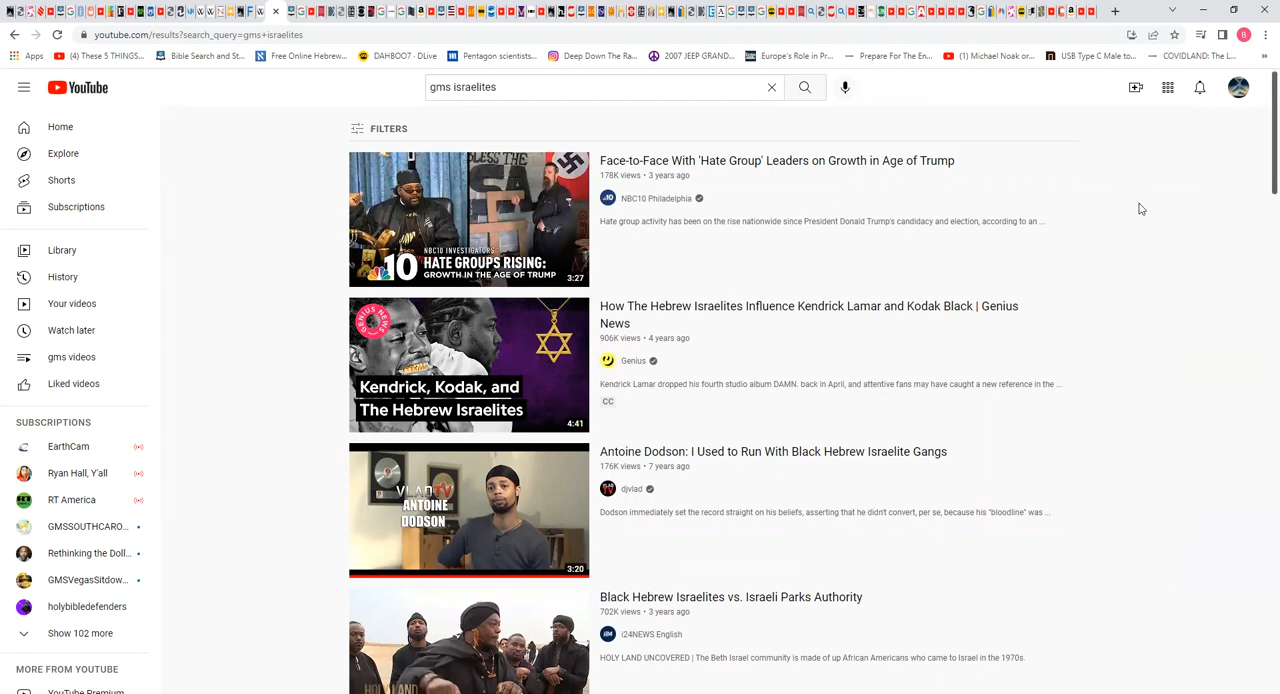 youtube.com/results?search_query=gms+israelites
B
Apps
(4) These 5 THINGS...
Bible Search and St...
Free Online Hebrew...
DAHBOO7 - DLive
Pentagon scientists...
Deep Down The Ra...
2007 JEEP GRAND...
Europe's Role in Pr...
Prepare For The En...
(1) Michael Noak or...
USB Type C Male to...
COVIDLAND: The L...
YouTube
gms israelites
Home
Explore
Shorts
Subscriptions
Library
History
Your videos
Watch later
gms videos
Liked videos
SUBSCRIPTIONS
EarthCam
Ryan Hall, Y'all
RT America
GMSSOUTHCARO...
Rethinking the Doll...
GMSVegasSitdow...
holybibledefenders
Show 102 more
MORE FROM YOUTUBE
YouTube Premium
FILTERS
BLESS THE
SA
NBC10 INVESTIGATORS
10
HATE GROUPS RISING:
GROWTH IN THE AGE OF TRUMP
3:27
Face-to-Face With 'Hate Group' Leaders on Growth in Age of Trump
178K views • 3 years ago
NBC10 Philadelphia
Hate group activity has been on the rise nationwide since President Donald Trump's candidacy and election, according to an ...
GENIUS NEWS
Kendrick, Kodak, and
The Hebrew Israelites
4:41
How The Hebrew Israelites Influence Kendrick Lamar and Kodak Black | Genius
News
906K views • 4 years ago
Genius
Kendrick Lamar dropped his fourth studio album DAMN. back in April, and attentive fans may have caught a new reference in the ...
CC
VLADTV
ANTOINE
DODSON
3:20
Antoine Dodson: I Used to Run With Black Hebrew Israelite Gangs
176K views • 7 years ago
djvlad
Dodson immediately set the record straight on his beliefs, asserting that he didn't convert, per se, because his "bloodline" was ...
HOLY LAND
Black Hebrew Israelites vs. Israeli Parks Authority
702K views • 3 years ago
i24NEWS English
HOLY LAND UNCOVERED | The Beth Israel community is made of up African Americans who came to Israel in the 1970s.